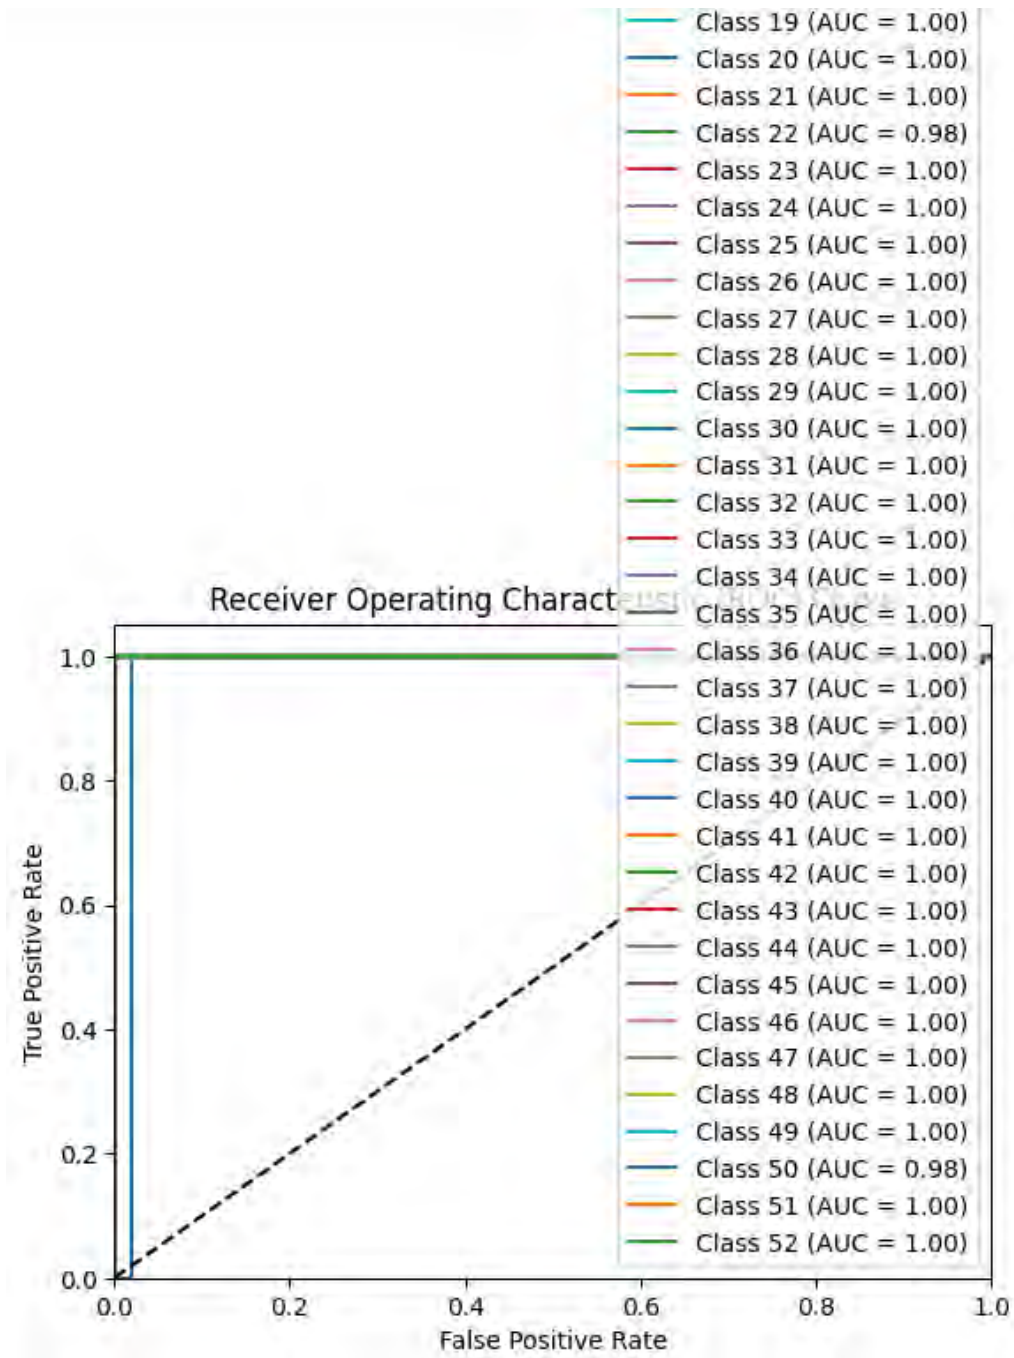 Class 19 (AUC = 1.00)
Class 20 (AUC = 1.00)
Class 21 (AUC = 1.00)
Class 22 (AUC = 0.98)
Class 23 (AUC = 1.00)
Class 24 (AUC = 1.00)
Class 25 (AUC = 1.00)
Class 26 (AUC = 1.00)
Class 27 (AUC = 1.00)
Class 28 (AUC = 1.00)
Class 29 (AUC = 1.00)
Class 30 (AUC = 1.00)
Class 31 (AUC = 1.00)
Class 32 (AUC = 1.00)
Class 33 (AUC = 1.00)
Class 34 (AUC = 1.00)
Receiver Operating Characteristic
Class 35 (AUC = 1.00)
Class 36 (AUC = 1.00)
Class 37 (AUC = 1.00)
Class 38 (AUC = 1.00)
Class 39 (AUC = 1.00)
Class 40 (AUC = 1.00)
Class 41 (AUC = 1.00)
Class 42 (AUC = 1.00)
Class 43 (AUC = 1.00)
Class 44 (AUC = 1.00)
Class 45 (AUC = 1.00)
Class 46 (AUC = 1.00)
Class 47 (AUC = 1.00)
Class 48 (AUC = 1.00)
Class 49 (AUC = 1.00)
Class 50 (AUC = 0.98)
Class 51 (AUC = 1.00)
Class 52 (AUC = 1.00)
True Positive Rate
1.0
0.8
0.6
0.4
0.2
0.0
0.0 0.2 0.4 0.6 0.8 1.0
False Positive Rate